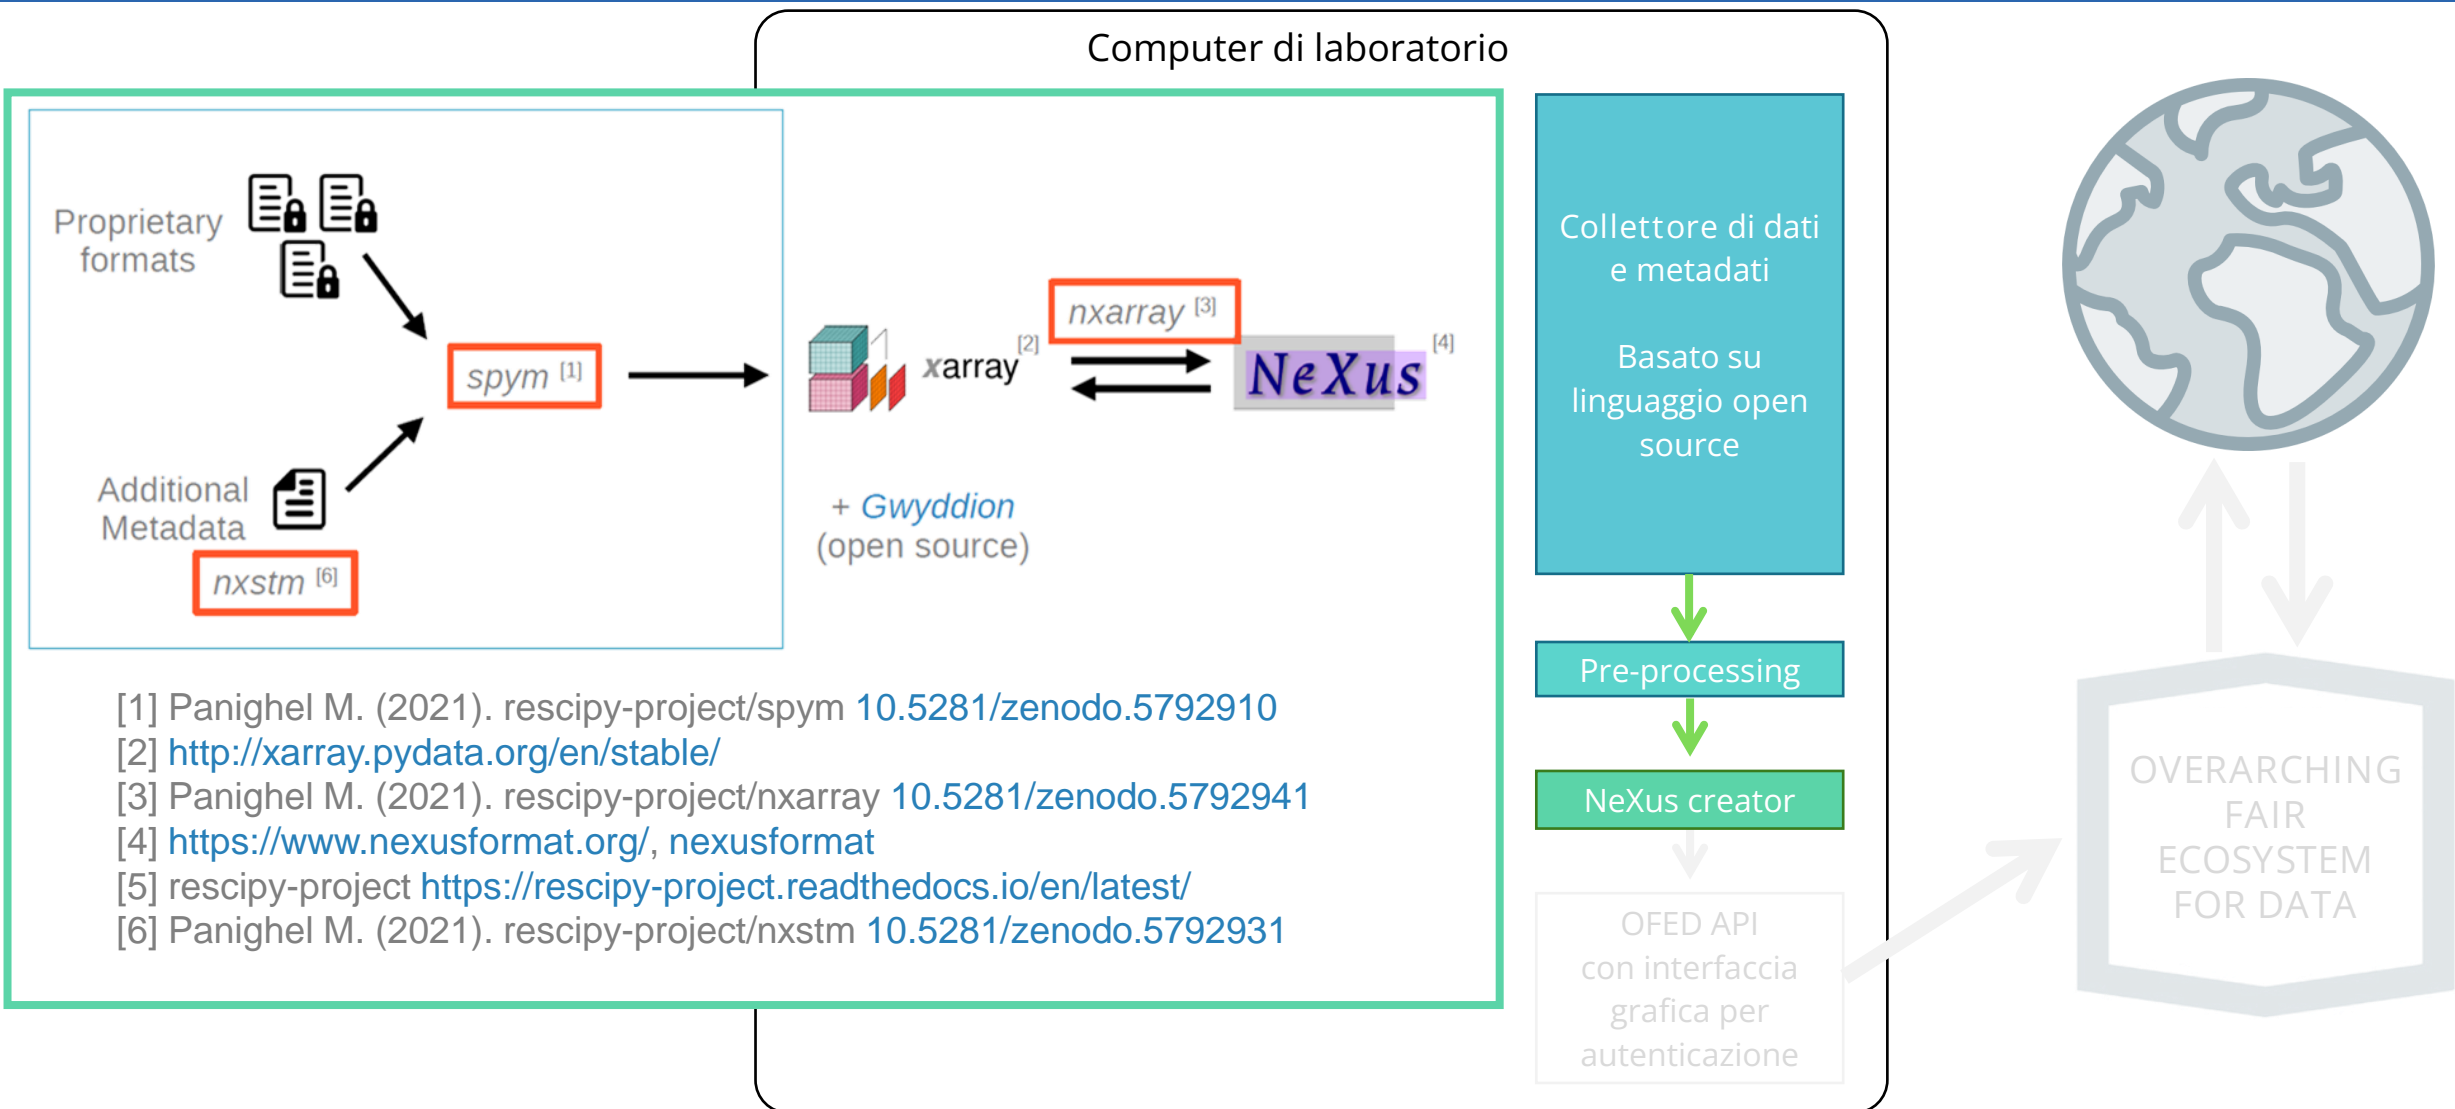 Computer di laboratorio
Proprietary
formats
spym [1]
Additional
Metadata
nxstm [6]
xarray [2]
nxarray [3]
NeXus [4]
+ Gwyddion
(open source)
[1] Panighel M. (2021). rescipy-project/spym 10.5281/zenodo.5792910
[2] http://xarray.pydata.org/en/stable/
[3] Panighel M. (2021). rescipy-project/nxarray 10.5281/zenodo.5792941
[4] https://www.nexusformat.org/, nexusformat
[5] rescipy-project https://rescipy-project.readthedocs.io/en/latest/
[6] Panighel M. (2021). rescipy-project/nxstm 10.5281/zenodo.5792931
Collettore di dati
e metadati
Basato su
linguaggio open
source
Pre-processing
NeXus creator
OFED API
con interfaccia
grafica per
autenticazione
OVERARCHING
FAIR
ECOSYSTEM
FOR DATA